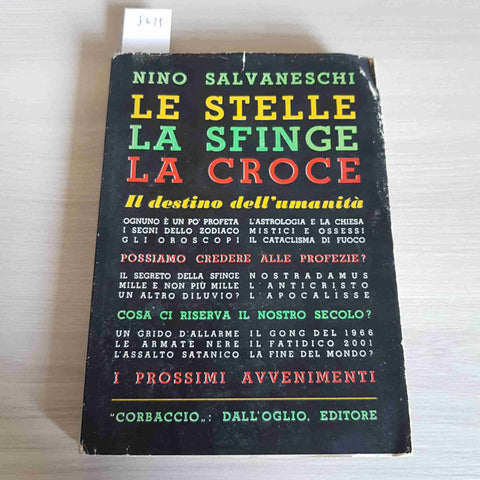 NINO SALVANESCHI
LE STELLE
LA SFINGE
LA CROCE
Il destino dell'umanità
OGNUNO È UN PO' PROFETA L'ASTROLOGIA E LA CHIESA
I SEGNI DELLO ZODIACO MISTICI E OSSESSI
GLI OROSCOPI IL CATACLISMA DI FUOCO
POSSIAMO CREDERE ALLE PROFEZIE?
IL SEGRETO DELLA SFINGE NOSTRADAMUS
MILLE E NON PIÙ MILLE L'ANTICRISTO
UN ALTRO DILUVIO? L'APOCALISSE
COSA CI RISERVA IL NOSTRO SECOLO?
UN GRIDO D'ALLARME IL GONG DEL 1966
LE ARMATE NERE IL FATIDICO 2001
L'ASSALTO SATANICO LA FINE DEL MONDO?
I PROSSIMI AVVENIMENTI
"CORBACCIO„: DALL'OGLIO, EDITORE